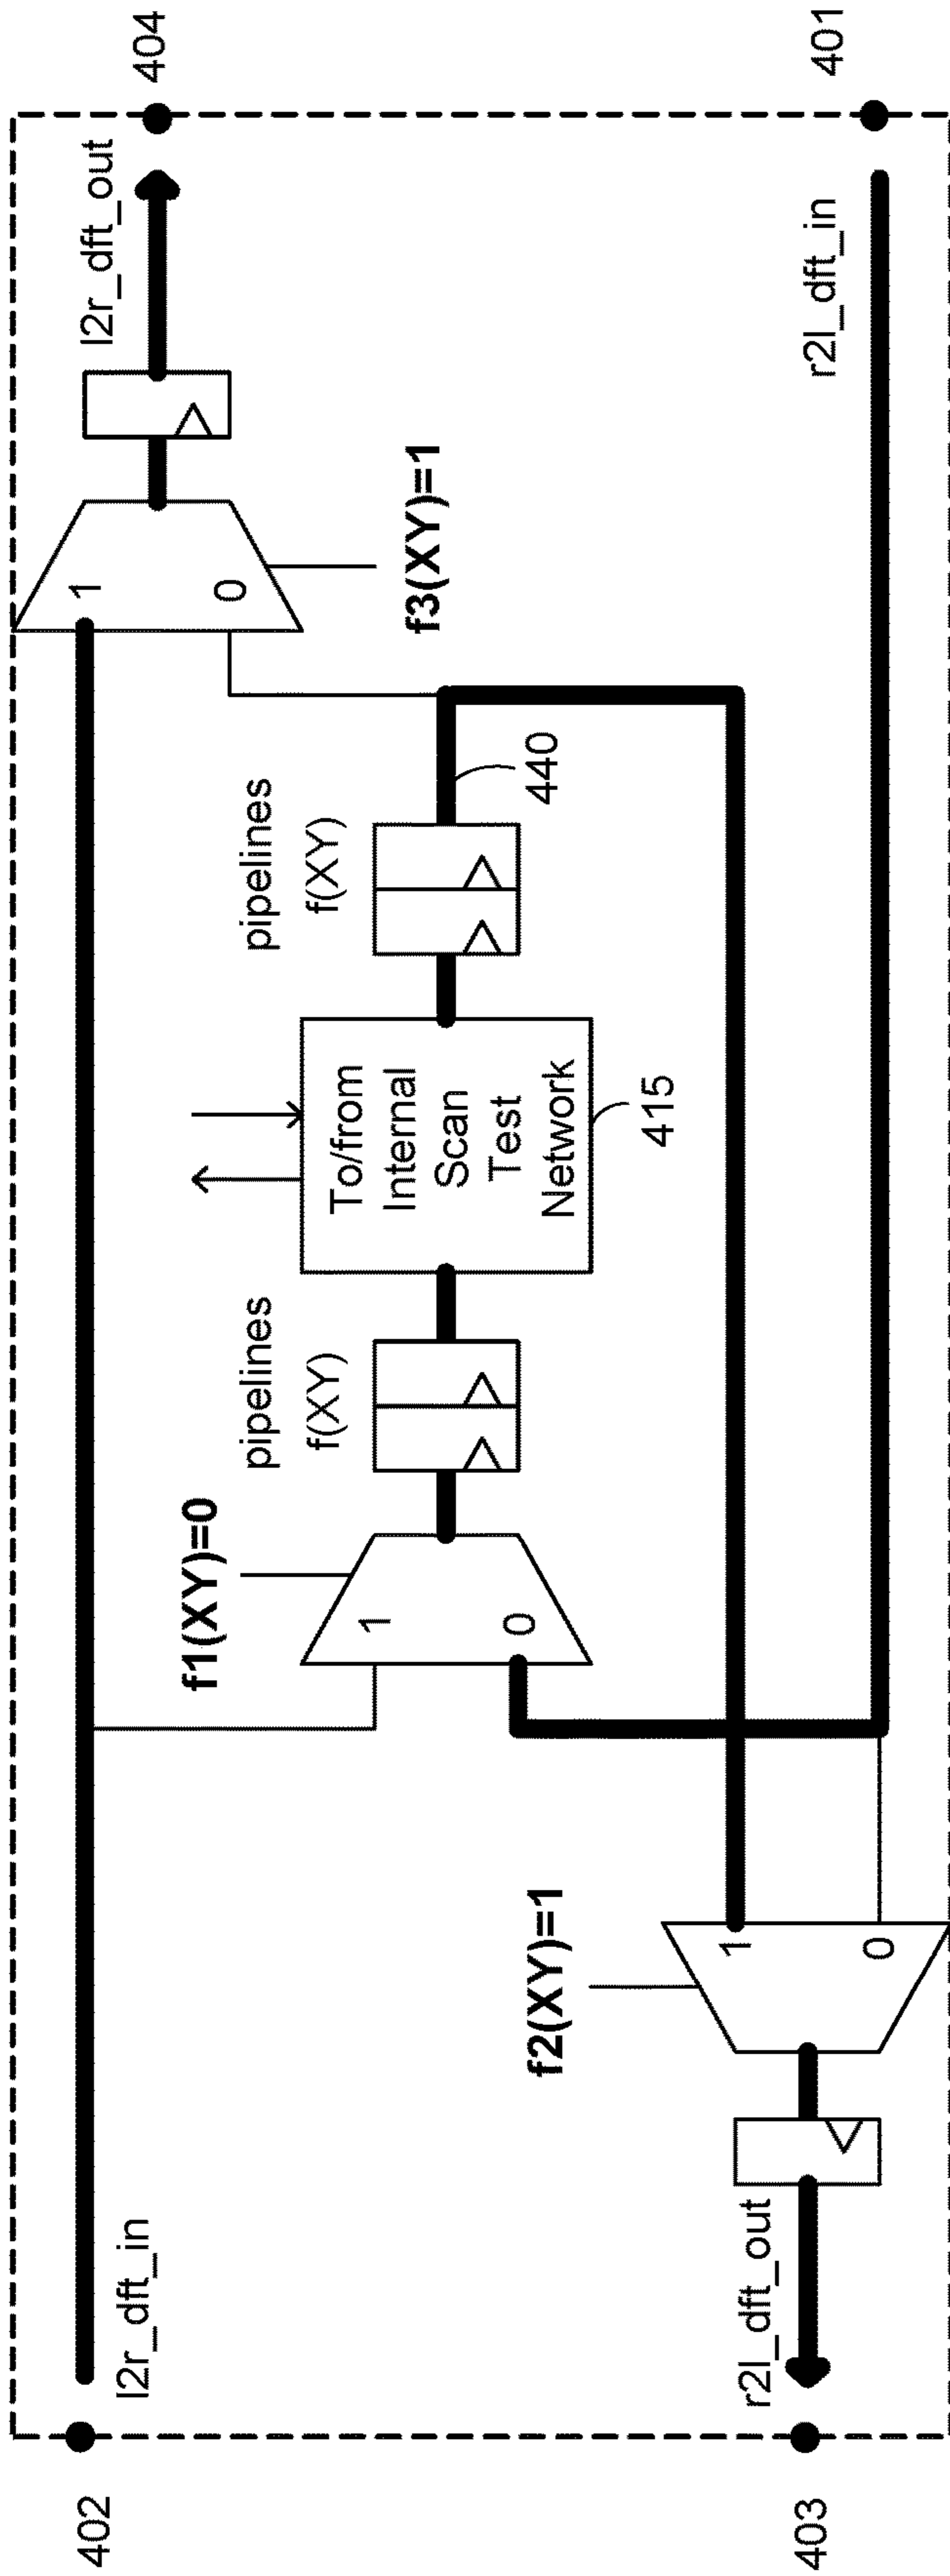 402
l2r_dft_in
1
l2r_dft_out
404
0
f3(XY)=1
f1(XY)=0
1
0
pipelines
f(XY)
To/from
Internal
Scan
Test
Network
415
pipelines
f(XY)
440
f2(XY)=1
1
0
403
r2l_dft_out
r2l_dft_in
401